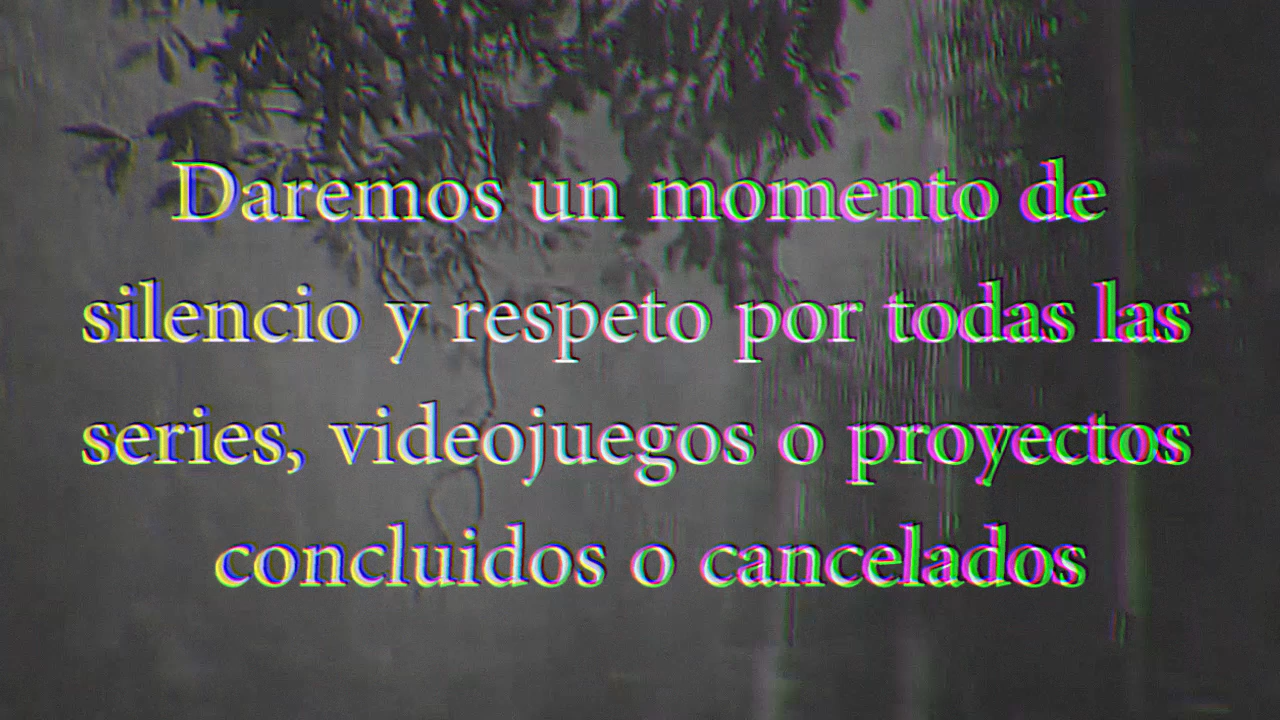 Daremos un momento de
silencio y respeto por todas las
series, videojuegos o proyectos
concluidos o cancelados